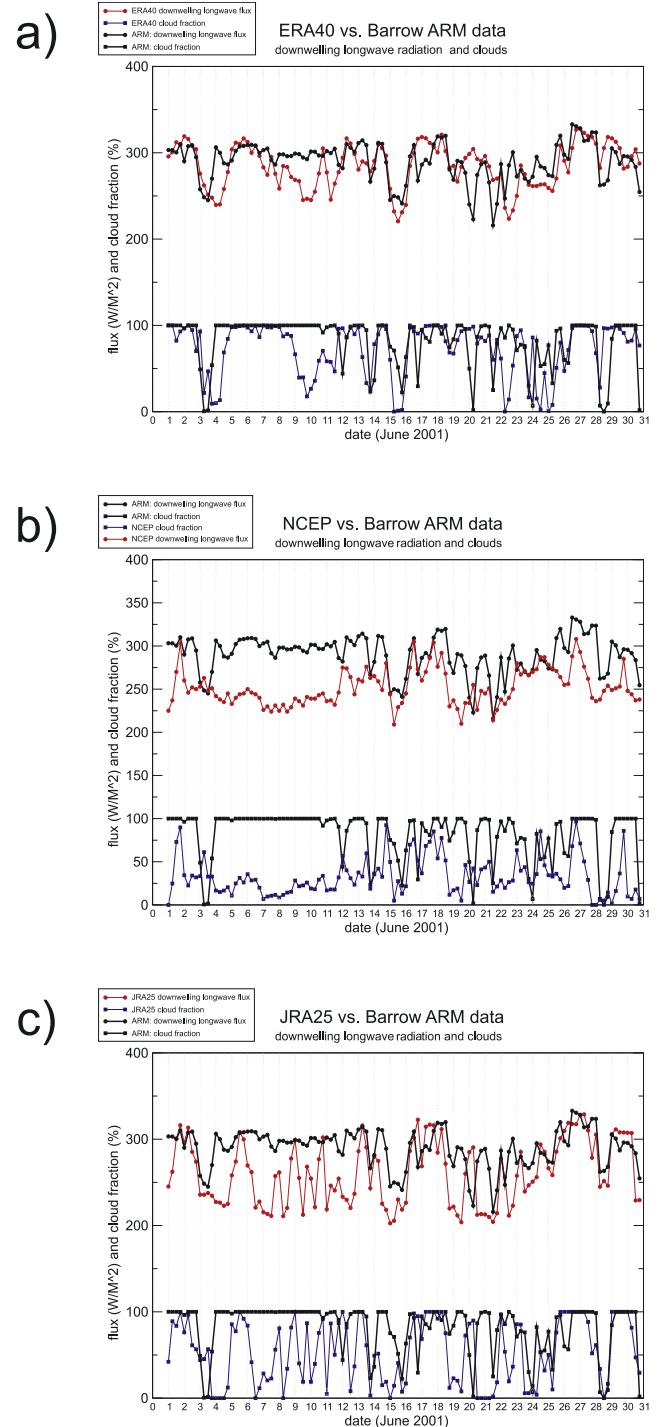 a)
ERA40 downwelling longwave flux
ERA40 cloud fraction
ARM: downwelling longwave flux
ARM: cloud fraction
ERA40 vs. Barrow ARM data
downwelling longwave radiation and clouds
flux (W/M^2) and cloud fraction (%)
400
300
200
100
0
0 1 2 3 4 5 6 7 8 9 10 11 12 13 14 15 16 17 18 19 20 21 22 23 24 25 26 27 28 29 30 31
date (June 2001)
b)
ARM: downwelling longwave flux
ARM: cloud fraction
NCEP cloud fraction
NCEP downwelling longwave flux
NCEP vs. Barrow ARM data
downwelling longwave radiation and clouds
flux (W/M^2) and cloud fraction (%)
400
350
300
250
200
150
100
50
0
0 1 2 3 4 5 6 7 8 9 10 11 12 13 14 15 16 17 18 19 20 21 22 23 24 25 26 27 28 29 30 31
date (June 2001)
c)
JRA25 downwelling longwave flux
JRA25 cloud fraction
ARM: downwelling longwave flux
ARM: cloud fraction
JRA25 vs. Barrow ARM data
downwelling longwave radiation and clouds
flux (W/M^2) and cloud fraction (%)
400
300
200
100
0
0 1 2 3 4 5 6 7 8 9 10 11 12 13 14 15 16 17 18 19 20 21 22 23 24 25 26 27 28 29 30 31
date (June 2001)